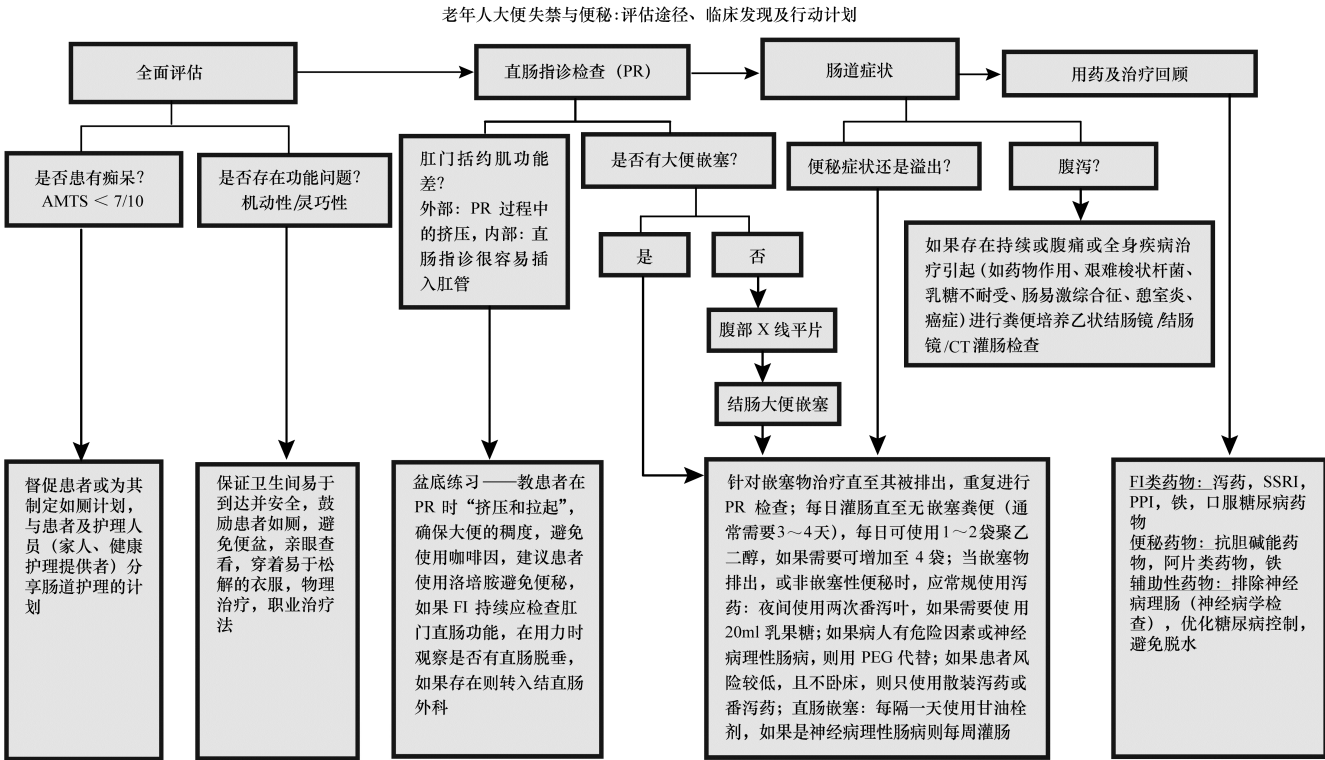 老年人大便失禁与便秘:评估途径、临床发现及行动计划
全面评估
直肠指诊检查（PR）
肠道症状
用药及治疗回顾
是否患有痴呆？
AMTS < 7/10
是否存在功能问题？
机动性/灵巧性
肛门括约肌功能
差？
外部：PR 过程中
的挤压，内部：直
肠指诊很容易插
入肛管
是否有大便嵌塞？
是
否
腹部 X 线平片
结肠大便嵌塞
便秘症状还是溢出？
腹泻？
如果存在持续或腹痛或全身疾病治
疗引起（如药物作用、艰难梭状杆菌、
乳糖不耐受、肠易激综合征、憩室炎、
癌症）进行粪便培养乙状结肠镜/结肠
镜/CT灌肠检查
督促患者或为其
制定如厕计划，
与患者及护理人
员（家人、健康
护理提供者）分
享肠道护理的计
划
保证卫生间易于
到达并安全，鼓
励患者如厕，避
免便盆，亲眼查
看，穿着易于松
解的衣服，物理
治疗，职业治疗
法
盆底练习——教患者在
PR 时“挤压和拉起”，
确保大便的稠度，避免
使用咖啡因，建议患者
使用洛培胺避免便秘，
如果 FI 持续应检查肛
门直肠功能，在用力时
观察是否有直肠脱垂，
如果存在则转入结直肠
外科
针对嵌塞物治疗直至其被排出，重复进行
PR 检查；每日灌肠直至无嵌塞粪便（通
常需要3～4天），每日可使用1～2袋聚乙
二醇，如果需要可增加至 4 袋；当嵌塞物
排出，或非嵌塞性便秘时，应常规使用泻
药：夜间使用两次番泻叶，如果需要使用
20ml 乳果糖；如果病人有危险因素或神经
病理性肠病，则用 PEG 代替；如果患者风
险较低，且不卧床，则只使用散装泻药或
番泻药；直肠嵌塞：每隔一天使用甘油栓
剂，如果是神经病理性肠病则每周灌肠
FI类药物：泻药，SSRI，
PPI，铁，口服糖尿病药
物
便秘药物：抗胆碱能药
物，阿片类药物，铁
辅助性药物：排除神经
病理肠（神经病学检
查），优化糖尿病控制，
避免脱水